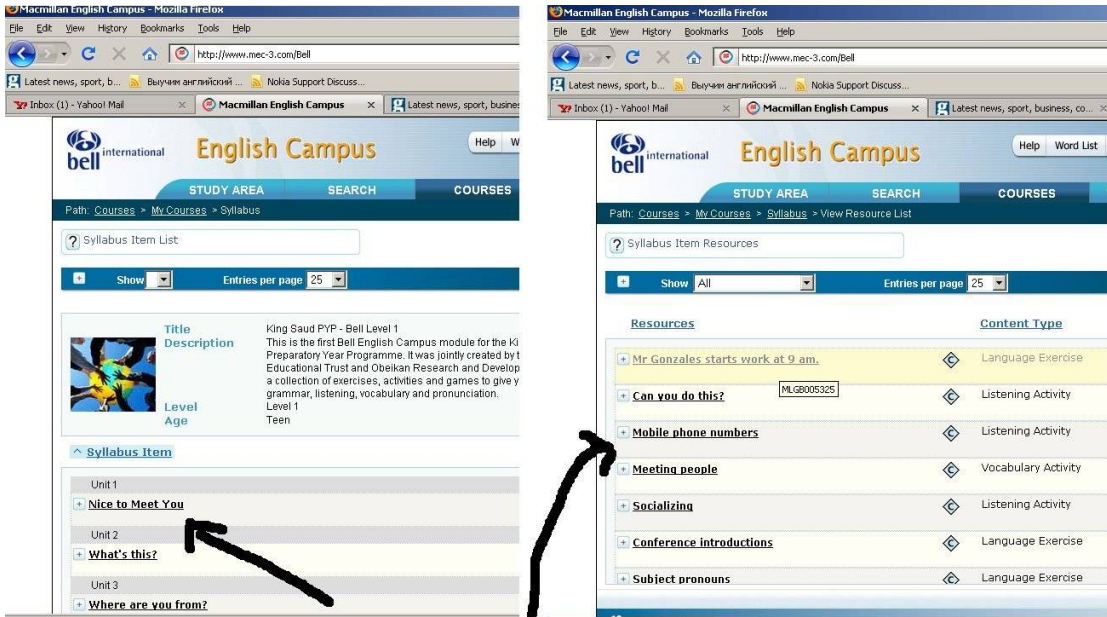 Macmillan English Campus - Mozilla Firefox
File Edit View History Bookmarks Tools Help
http://www.mec-3.com/Bell
Latest news, sport, b... Выучим английский ... Nokia Support Discuss...
Inbox (1) - Yahoo! Mail Macmillan English Campus Latest news, sport, busine
bell international English Campus Help W
STUDY AREA SEARCH COURSES
Path: Courses > My Courses > Syllabus
? Syllabus Item List
+ Show Entries per page 25
Title King Saud PYP - Bell Level 1
Description This is the first Bell English Campus module for the Ki
Preparatory Year Programme. It was jointly created by t
Educational Trust and Obeikan Research and Develop
a collection of exercises, activities and games to give y
grammar, listening, vocabulary and pronunciation.
Level Level 1
Age Teen
^ Syllabus Item
Unit 1
+ Nice to Meet You
Unit 2
+ What's this?
Unit 3
+ Where are you from?
Macmillan English Campus - Mozilla Firefox
File Edit View History Bookmarks Tools Help
http://www.mec-3.com/Bell
Latest news, sport, b... Выучим английский ... Nokia Support Discuss...
Inbox (1) - Yahoo! Mail Macmillan English Campus Latest news, sport, business, co...
bell international English Campus Help Word List
STUDY AREA SEARCH COURSES
Path: Courses > My Courses > Syllabus > View Resource List
? Syllabus Item Resources
+ Show All Entries per page 25
Resources Content Type
+ Mr Gonzales starts work at 9 am. C Language Exercise
MLGB005325
+ Can you do this? C Listening Activity
+ Mobile phone numbers C Listening Activity
+ Meeting people C Vocabulary Activity
+ Socializing C Listening Activity
+ Conference introductions C Language Exercise
+ Subject pronouns C Language Exercise